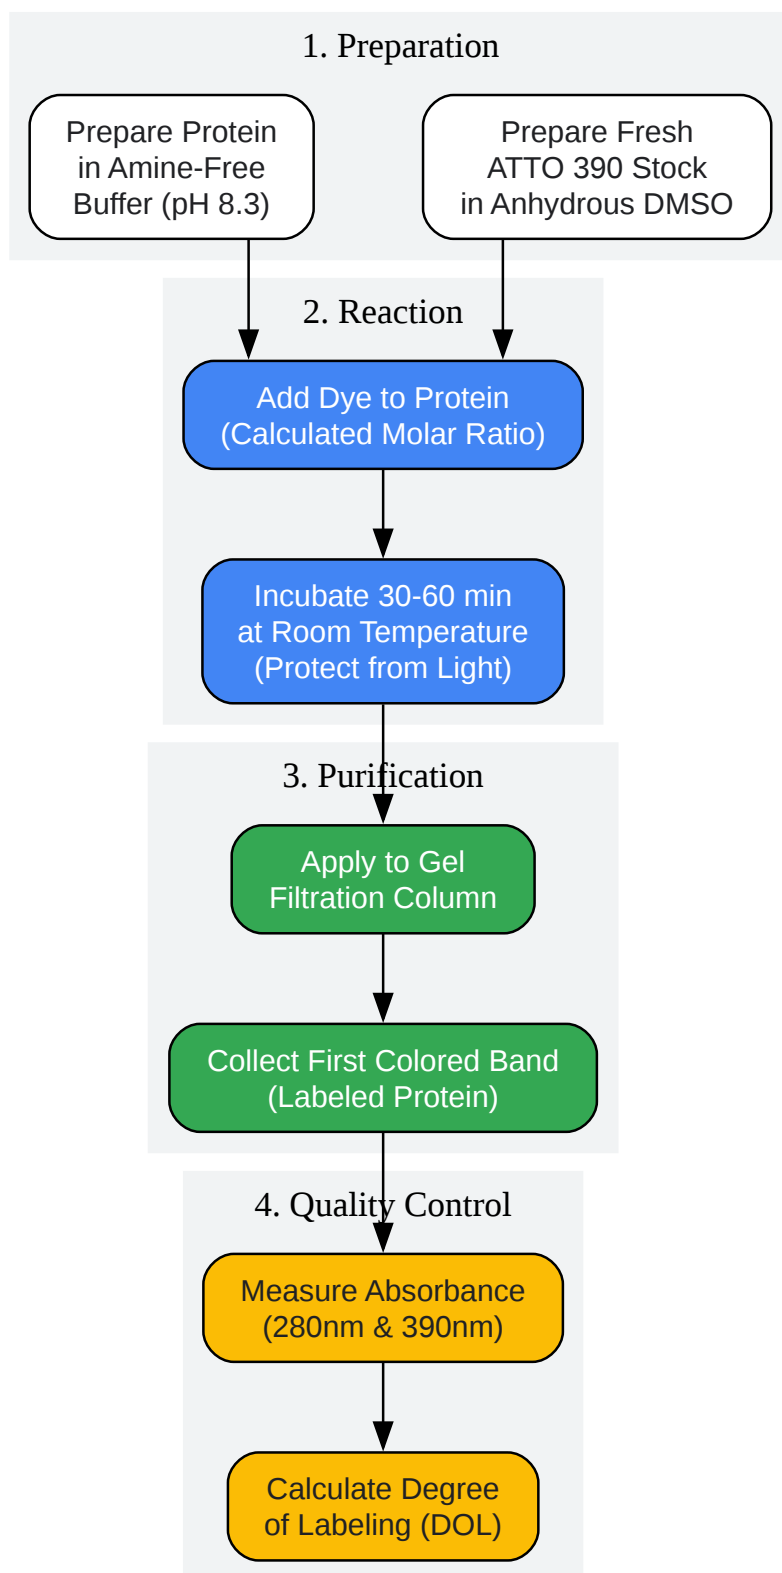 1. Preparation
Prepare Protein
in Amine-Free
Buffer (pH 8.3)
Prepare Fresh
ATTO 390 Stock
in Anhydrous DMSO
2. Reaction
Add Dye to Protein
(Calculated Molar Ratio)
Incubate 30-60 min
at Room Temperature
(Protect from Light)
3. Purification
Apply to Gel
Filtration Column
Collect First Colored Band
(Labeled Protein)
4. Quality Control
Measure Absorbance
(280nm & 390nm)
Calculate Degree
of Labeling (DOL)